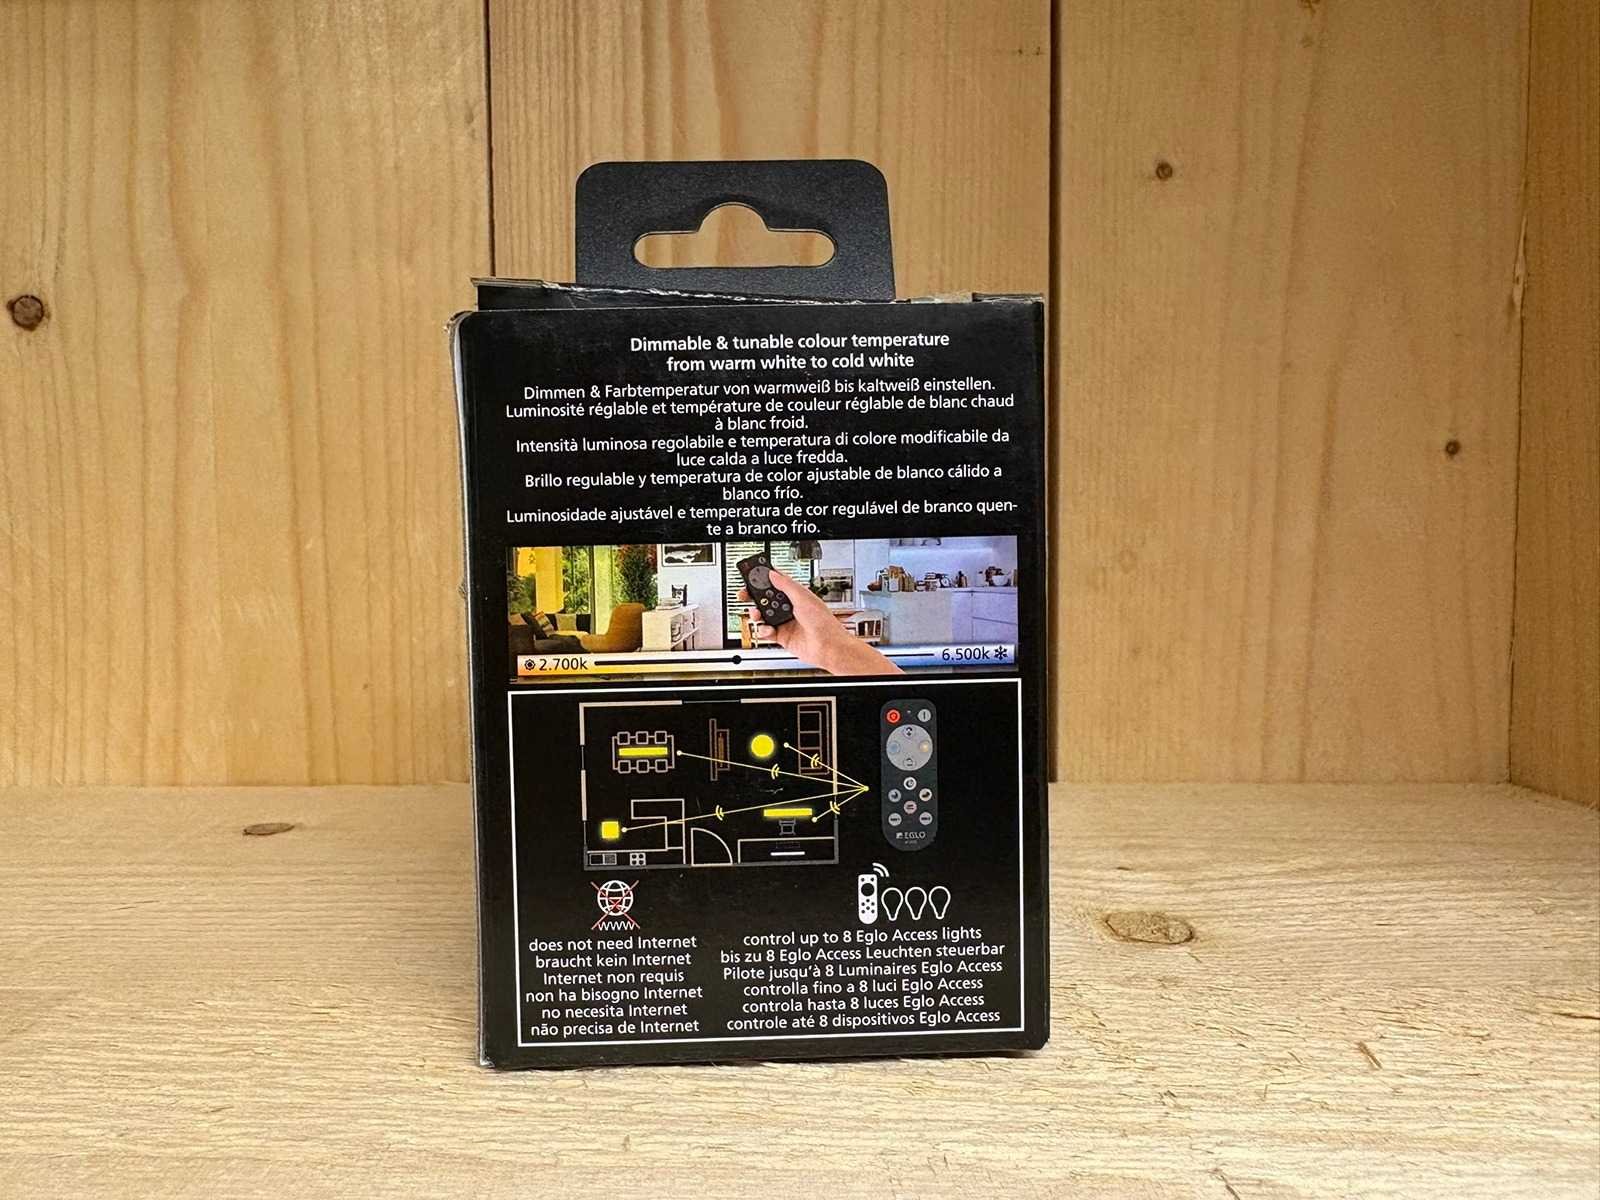 Dimmable & tunable colour temperature
from warm white to cold white
Dimmen & Farbtemperatur von warmweiß bis kaltweiß einstellen.
Luminosité réglable et température de couleur réglable de blanc chaud
à blanc froid.
Intensità luminosa regolabile e temperatura di colore modificabile da
luce calda a luce fredda.
Brillo regulable y temperatura de color ajustable de blanco cálido a
blanco frío.
Luminosidade ajustável e temperatura de cor regulável de branco quen-
te a branco frio.
2.700k
6.500k
EGLO
www
does not need Internet
braucht kein Internet
Internet non requis
non ha bisogno Internet
no necesita Internet
não precisa de Internet
control up to 8 Eglo Access lights
bis zu 8 Eglo Access Leuchten steuerbar
Pilote jusqu'à 8 Luminaires Eglo Access
controlla fino a 8 luci Eglo Access
controla hasta 8 luces Eglo Access
controle até 8 dispositivos Eglo Access